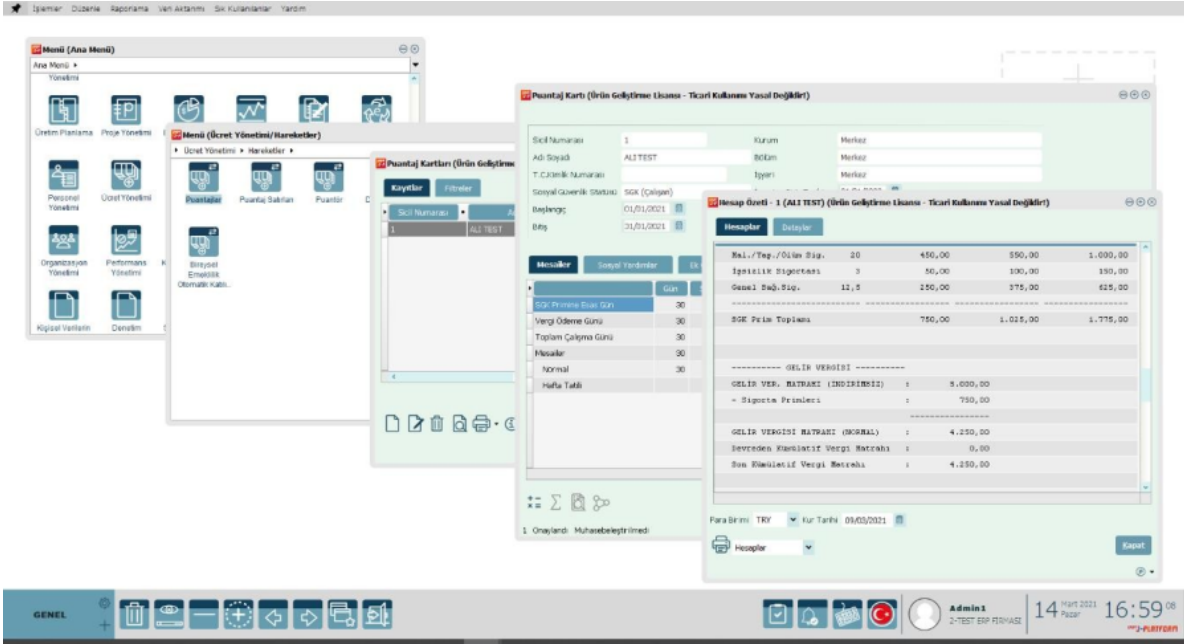 İşlemler Düzenle Raporlama Veri Aktarımı Sık Kullanılanlar Yardım
Menü (Ana Menü)
Ana Menü
Yönetimi
Üretim Planlama Proje Yönetimi
Personel Yönetimi
Ücret Yönetimi
Organizasyon Yönetimi
Performans Yönetimi
Kişisel Verilerin
Denetim
Menü (Ücret Yönetimi/Hareketler)
Ücret Yönetimi Hareketler
Puantajlar Puantaj Satırları Puantör
Bireysel Emeklilik Otomatik Katılı..
Puantaj Kartları (Ürün Geliştirme
Kayıtlar Filtreler
Sicil Numarası
1 ALI TEST
Puantaj Kartı (Ürün Geliştirme Lisansı - Ticari Kullanımı Yasal Değildir!)
Sicil Numarası 1 Kurum Merkez
Adı Soyadı ALI TEST Bölüm Merkez
T.C.Kimlik Numarası İşyeri Merkez
Sosyal Güvenlik Statüsü SGK (Çalışan)
Başlangıç 01/01/2021
Bitiş 31/01/2021
Mesailer Sosyal Yardımlar Ek
Gün
SGK Primine Esas Gün 30
Vergi Ödeme Günü 30
Toplam Çalışma Günü 30
Mesailer 30
Normal 30
Hafta Tatili
1 Onaylandı Muhasebeleştirilmedi
Hesap Özeti - 1 (ALI TEST) (Ürün Geliştirme Lisansı - Ticari Kullanımı Yasal Değildir!)
Hesaplar Detaylar
Mal./Yaş./Ölüm Sig. 20 450,00 550,00 1.000,00
İşsizlik Sigortası 3 50,00 100,00 150,00
Genel Sağ.Sig. 12,5 250,00 375,00 625,00
SGK Prim Toplamı 750,00 1.025,00 1.775,00
---------- GELİR VERGİSİ ----------
GELİR VER. MATRAHI (İNDİRİMSİZ) : 5.000,00
- Sigorta Primleri : 750,00
GELİR VERGİSİ MATRAHI (NORMAL) : 4.250,00
Devreden Kümülatif Vergi Matrahı : 0,00
Son Kümülatif Vergi Matrahı : 4.250,00
Para Birimi TRY Kur Tarihi 09/03/2021
Hesaplar
Kapat
GENEL
Admin1
2-TEST ERP FİRMASI
14 Mart 2021 Pazar
16:59 08
J-PLATFORM